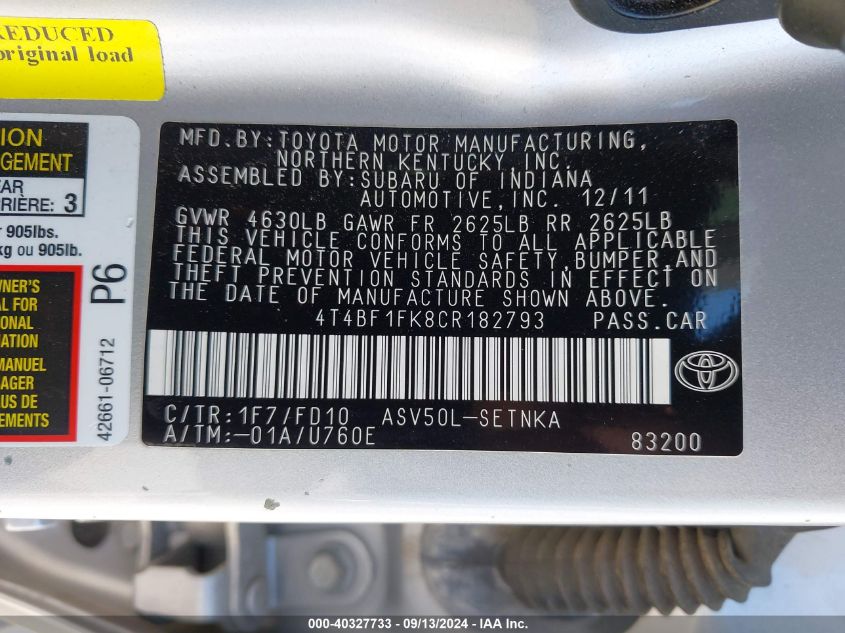 REDUCED
original load
ION
GEMENT
AR
RIÈRE: 3
905lbs.
kg ou 905lb.
WNER'S
AL FOR
IONAL
ATION
MANUEL
AGER
US DE
EMENTS
P6
42661-06712
MFD.BY:TOYOTA MOTOR MANUFACTURING,
NORTHERN KENTUCKY,INC.
ASSEMBLED BY:SUBARU OF INDIANA
AUTOMOTIVE,INC. 12/11
GVWR 4630LB GAWR FR 2625LB RR 2625LB
THIS VEHICLE CONFORMS TO ALL APPLICABLE
FEDERAL MOTOR VEHICLE SAFETY,BUMPER,AND
THEFT PREVENTION STANDARDS IN EFFECT ON
THE DATE OF MANUFACTURE SHOWN ABOVE.
4T4BF1FK8CR182793 PASS.CAR
C/TR:1F7/FD10 ASV50L-SETNKA
A/TM:-01A/U760E 83200
000-40327733 - 09/13/2024 - IAA Inc.